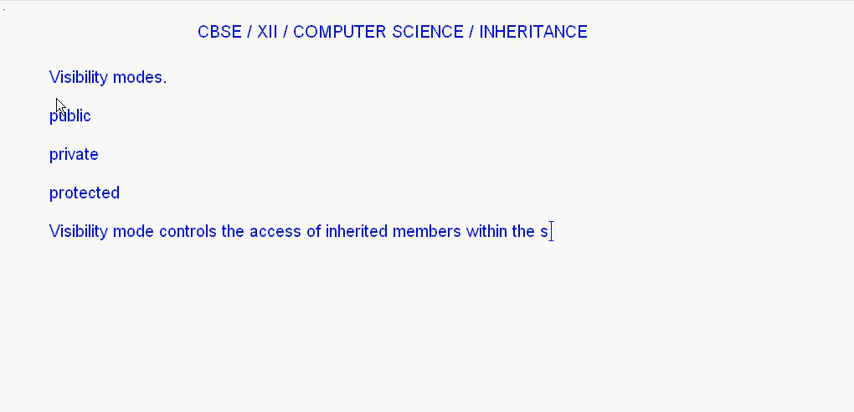 CBSE / XII / COMPUTER SCIENCE / INHERITANCE
Visibility modes.
public
private
protected
Visibility mode controls the access of inherited members within the s